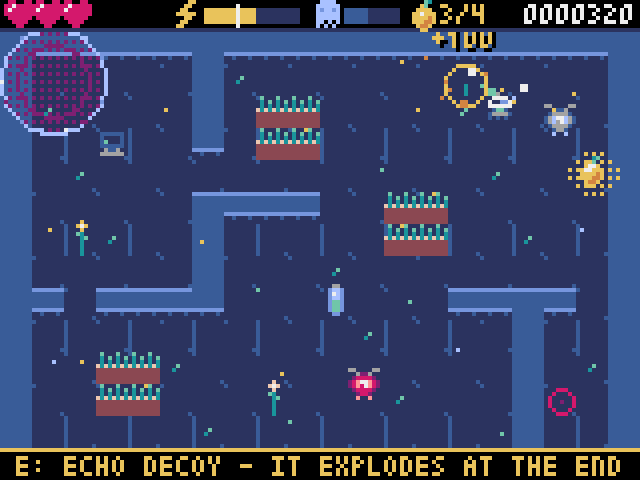 3/4 0000320
+100
E: ECHO DECOY - IT EXPLODES AT THE END